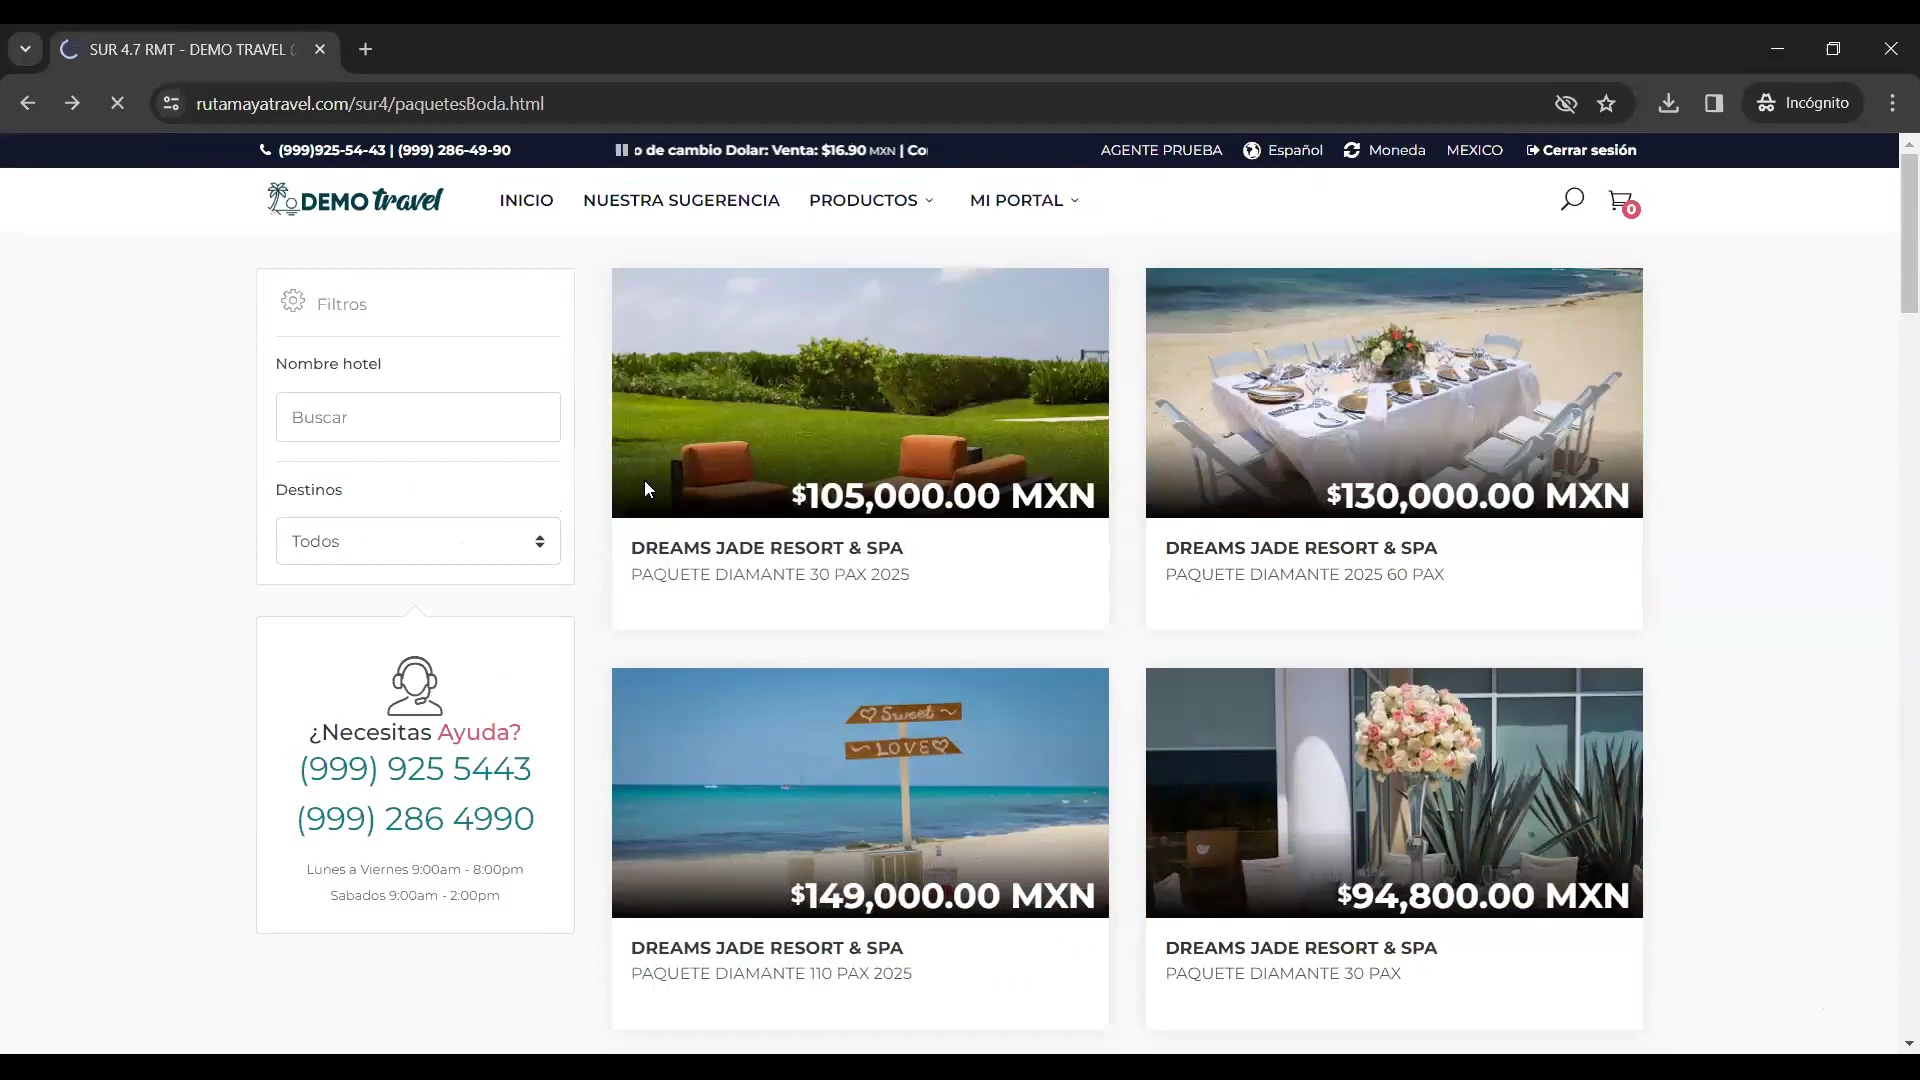 SUR 4.7 RMT - DEMO TRAVEL
rutamayatravel.com/sur4/paquetesBoda.html
Incógnito
(999)925-54-43 | (999) 286-49-90
o de cambio Dolar: Venta: $16.90 MXN | Co
AGENTE PRUEBA
Español
Moneda
MEXICO
Cerrar sesión
DEMO travel
INICIO
NUESTRA SUGERENCIA
PRODUCTOS
MI PORTAL
0
Filtros
Nombre hotel
Buscar
Destinos
Todos
¿Necesitas Ayuda?
(999) 925 5443
(999) 286 4990
Lunes a Viernes 9:00am - 8:00pm
Sabados 9:00am - 2:00pm
$105,000.00 MXN
DREAMS JADE RESORT & SPA
PAQUETE DIAMANTE 30 PAX 2025
$130,000.00 MXN
DREAMS JADE RESORT & SPA
PAQUETE DIAMANTE 2025 60 PAX
Sweet
LOVE
$149,000.00 MXN
DREAMS JADE RESORT & SPA
PAQUETE DIAMANTE 110 PAX 2025
$94,800.00 MXN
DREAMS JADE RESORT & SPA
PAQUETE DIAMANTE 30 PAX